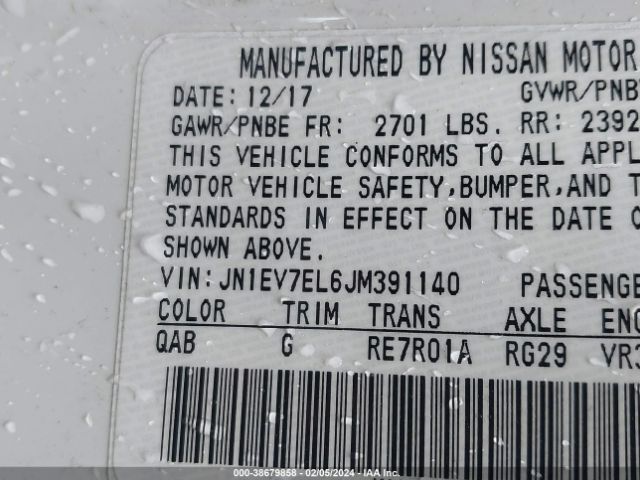 MANUFACTURED BY NISSAN MOTOR
DATE: 12/17 GVWR/PNB
GAWR/PNBE FR: 2701 LBS. RR: 2392
THIS VEHICLE CONFORMS TO ALL APPL
MOTOR VEHICLE SAFETY,BUMPER,AND T
STANDARDS IN EFFECT ON THE DATE O
SHOWN ABOVE.
VIN: JN1EV7EL6JM391140 PASSENGE
COLOR TRIM TRANS AXLE ENG
QAB G RE7R01A RG29 VR3
000-38679858 - 02/05/2024 - IAA Inc.